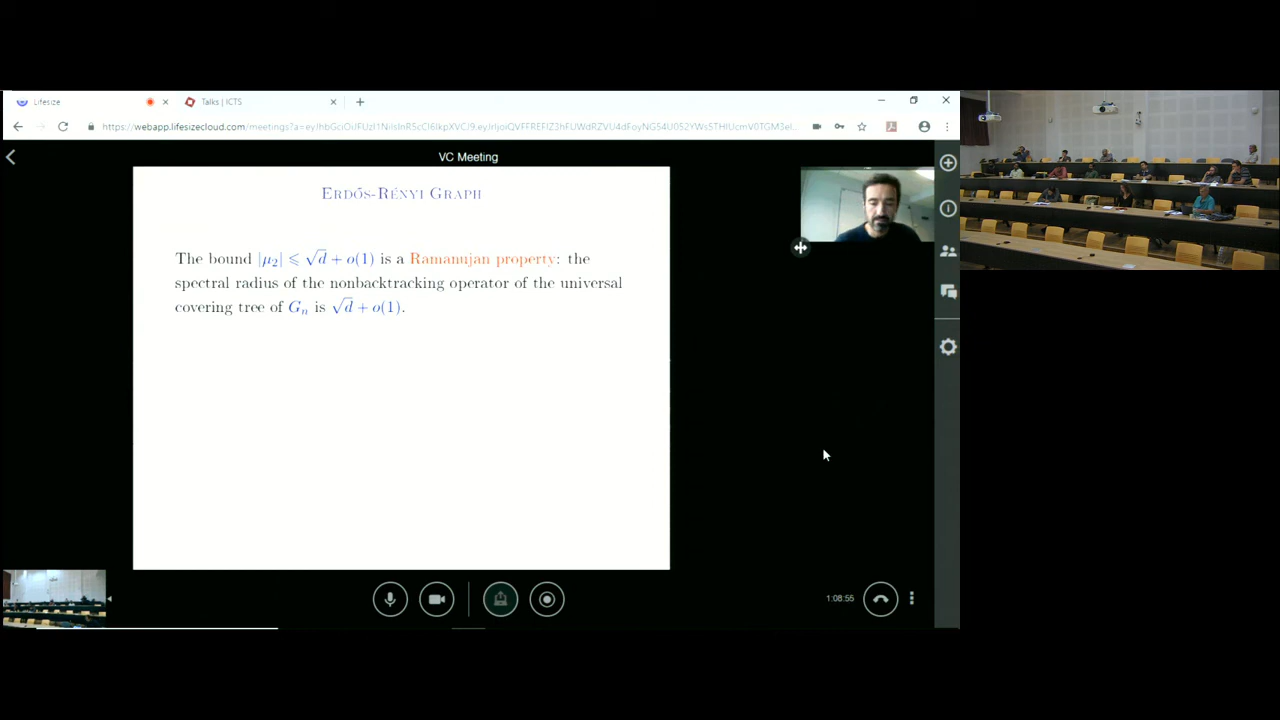 Lifesize
Talks | ICTS
VC Meeting
ERDŐS-RÉNYI GRAPH
The bound |μ₂| ⩽ √d + o(1) is a Ramanujan property: the
spectral radius of the nonbacktracking operator of the universal
covering tree of Gₙ is √d + o(1).
1:08:55